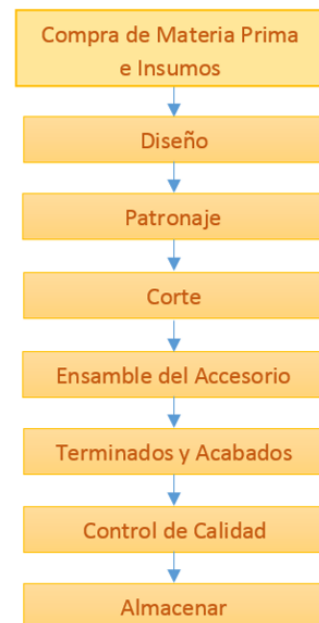 Compra de Materia Prima
e Insumos
Diseño
Patronaje
Corte
Ensamble del Accesorio
Terminados y Acabados
Control de Calidad
Almacenar